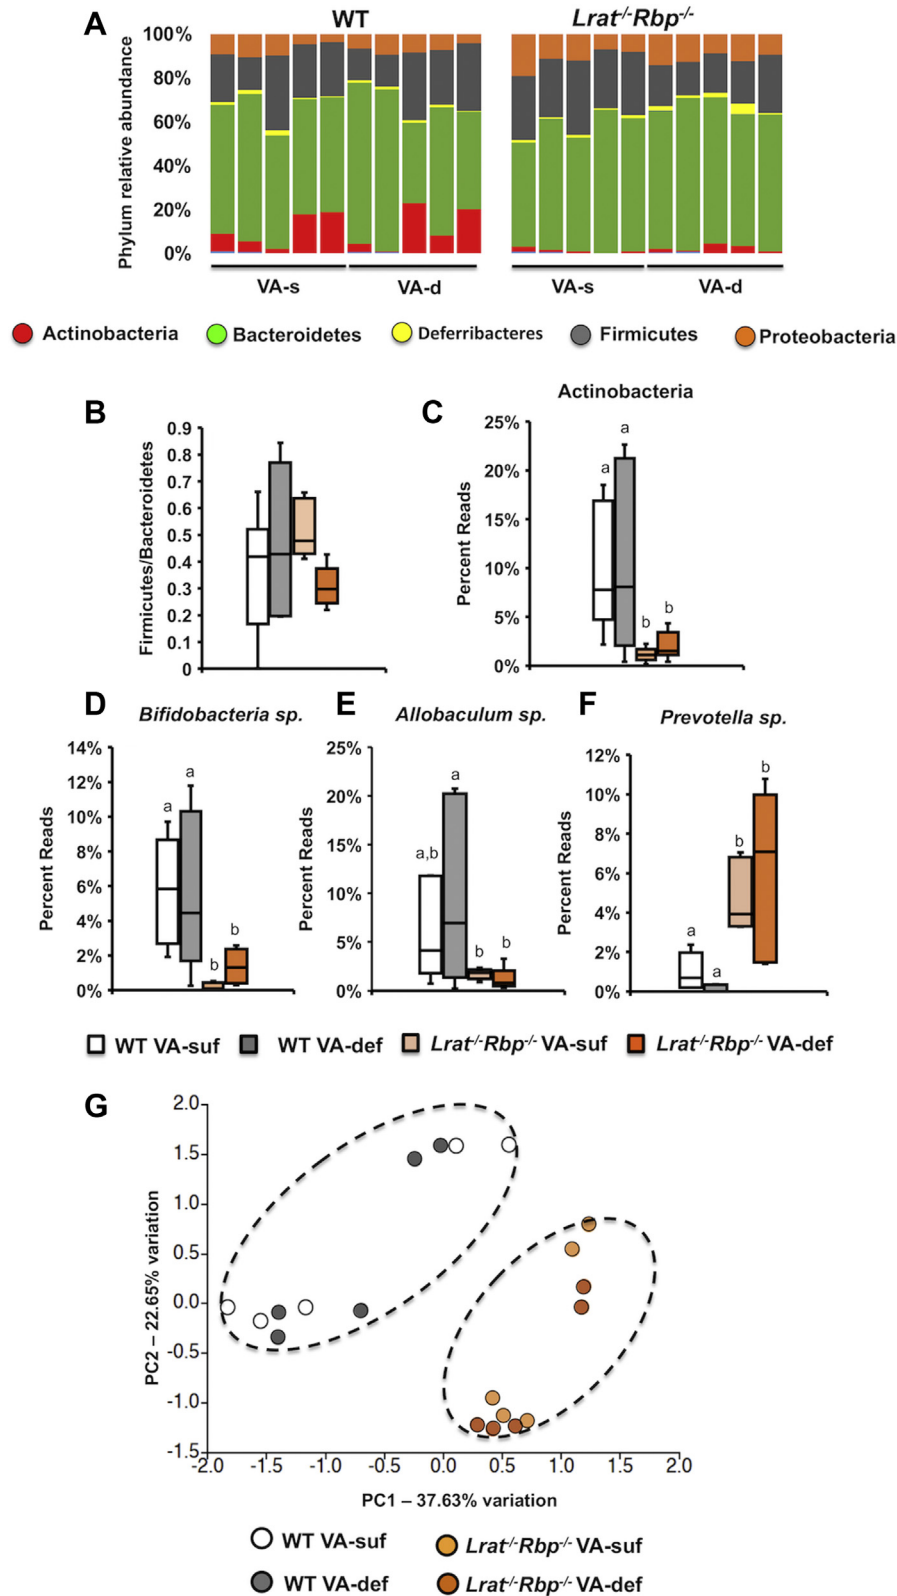 A
WT
Lrat-/-Rbp-/-
Phylum relative abundance
100%
80%
60%
40%
20%
0%
VA-s
VA-d
VA-s
VA-d
Actinobacteria
Bacteroidetes
Deferribacteres
Firmicutes
Proteobacteria
B
Firmicutes/Bacteroidetes
0.9
0.8
0.7
0.6
0.5
0.4
0.3
0.2
0.1
0
C
Actinobacteria
Percent Reads
25%
20%
15%
10%
5%
0%
a
a
b
b
D
Bifidobacteria sp.
Percent Reads
14%
12%
10%
8%
6%
4%
2%
0%
a
a
b
b
E
Allobaculum sp.
Percent Reads
25%
20%
15%
10%
5%
0%
a,b
a
b
b
F
Prevotella sp.
Percent Reads
12%
10%
8%
6%
4%
2%
0%
a
a
b
b
WT VA-suf
WT VA-def
Lrat-/-Rbp-/- VA-suf
Lrat-/-Rbp-/- VA-def
G
PC2 – 22.65% variation
2.0
1.5
1.0
0.5
0.0
-0.5
-1.0
-1.5
-2.0
-1.5
-1.0
-0.5
0.0
0.5
1.0
1.5
2.0
PC1 – 37.63% variation
WT VA-suf
Lrat-/-Rbp-/- VA-suf
WT VA-def
Lrat-/-Rbp-/- VA-def